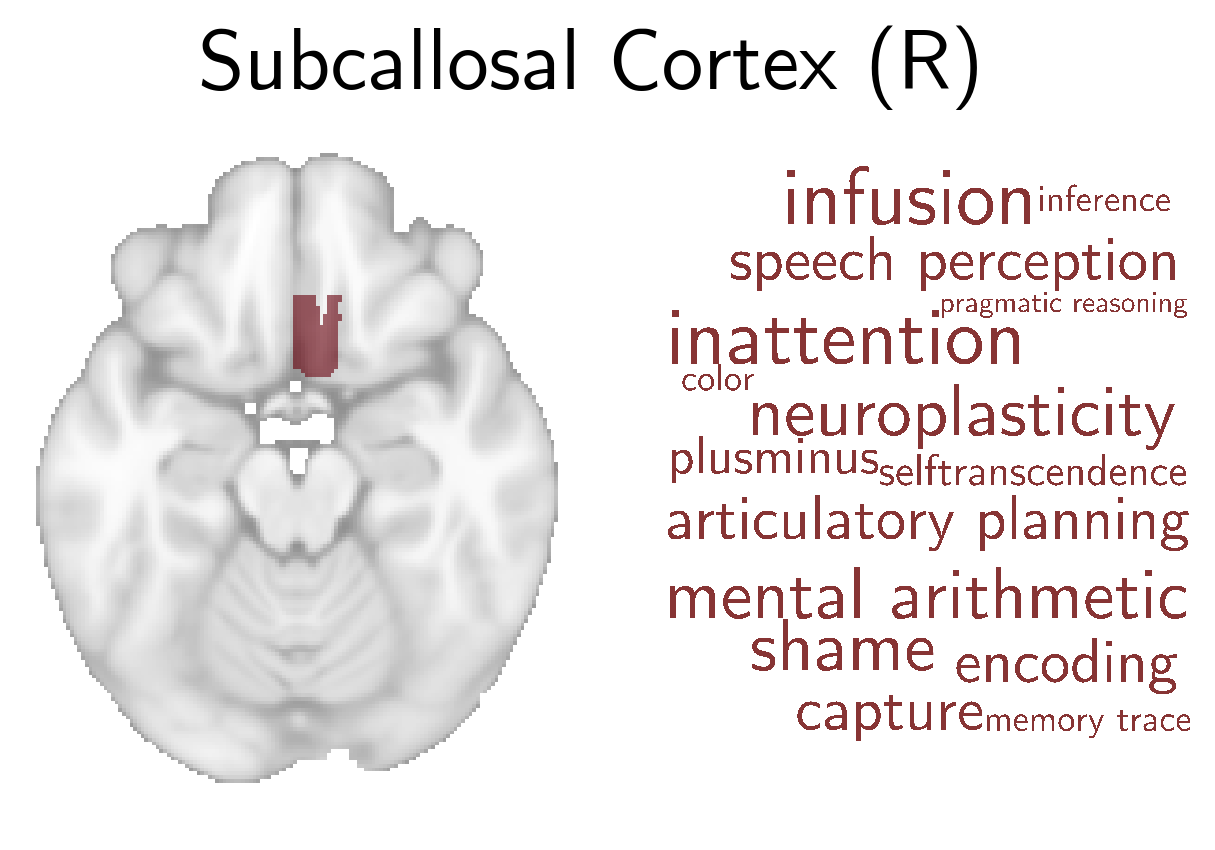 Subcallosal Cortex (R)
infusion inference
speech perception
pragmatic reasoning
inattention
color
neuroplasticity
plusminus selftranscendence
articulatory planning
mental arithmetic
shame encoding
capture memory trace